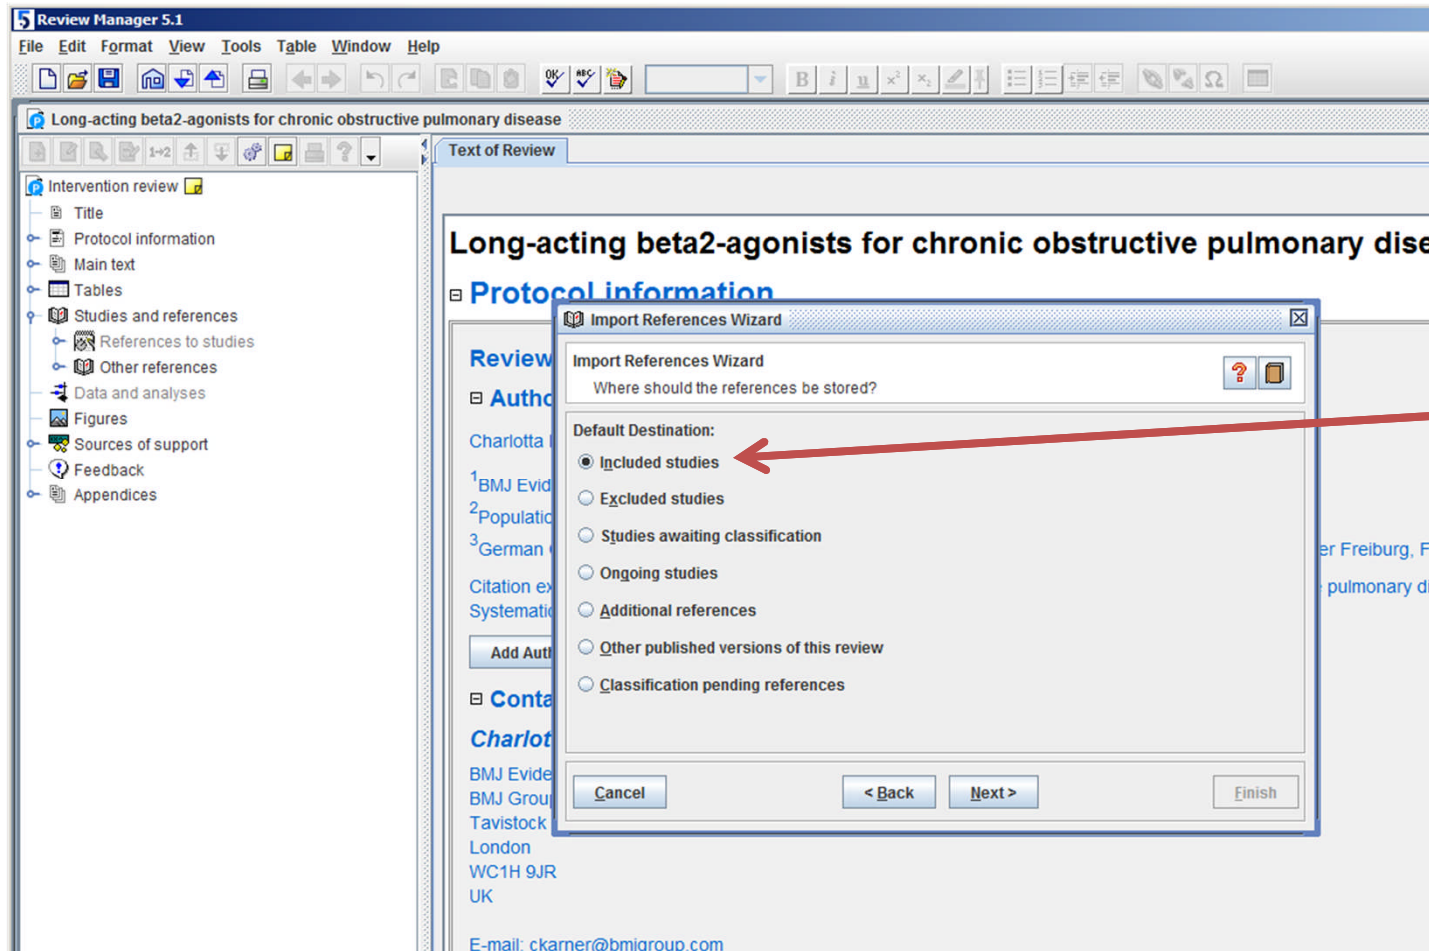 Review Manager 5.1
File Edit Format View Tools Table Window Help
Long-acting beta2-agonists for chronic obstructive pulmonary disease
Text of Review
Intervention review
Title
Protocol information
Main text
Tables
Studies and references
References to studies
Other references
Data and analyses
Figures
Sources of support
Feedback
Appendices
Long-acting beta2-agonists for chronic obstructive pulmonary dise
Protocol information
Review
Autho
Charlotta
1BMJ Evid
2Populatio
3German
er Freiburg, F
Citation ex
pulmonary di
Systematic
Add Auth
Conta
Charlot
BMJ Evide
BMJ Group
Tavistock
London
WC1H 9JR
UK
E-mail: ckarner@bmjgroup.com
Import References Wizard
Import References Wizard
Where should the references be stored?
Default Destination:
Included studies
Excluded studies
Studies awaiting classification
Ongoing studies
Additional references
Other published versions of this review
Classification pending references
Cancel
< Back
Next >
Finish